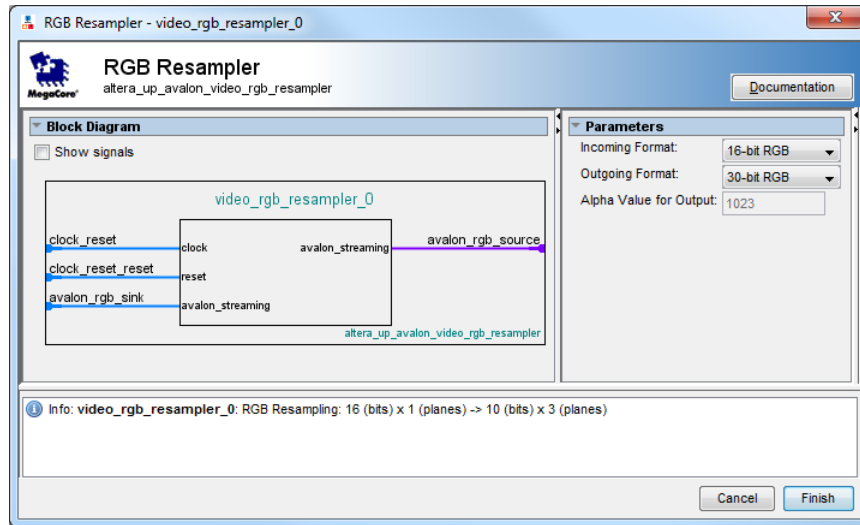 RGB Resampler - video_rgb_resampler_0
RGB Resampler
altera_up_avalon_video_rgb_resampler
MegaCore®
Documentation
Block Diagram
Show signals
video_rgb_resampler_0
clock_reset
clock
avalon_streaming
avalon_rgb_source
clock_reset_reset
reset
avalon_rgb_sink
avalon_streaming
altera_up_avalon_video_rgb_resampler
Parameters
Incoming Format: 16-bit RGB
Outgoing Format: 30-bit RGB
Alpha Value for Output: 1023
Info: video_rgb_resampler_0: RGB Resampling: 16 (bits) x 1 (planes) -> 10 (bits) x 3 (planes)
Cancel
Finish